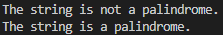 The string is not a palindrome.
The string is a palindrome.